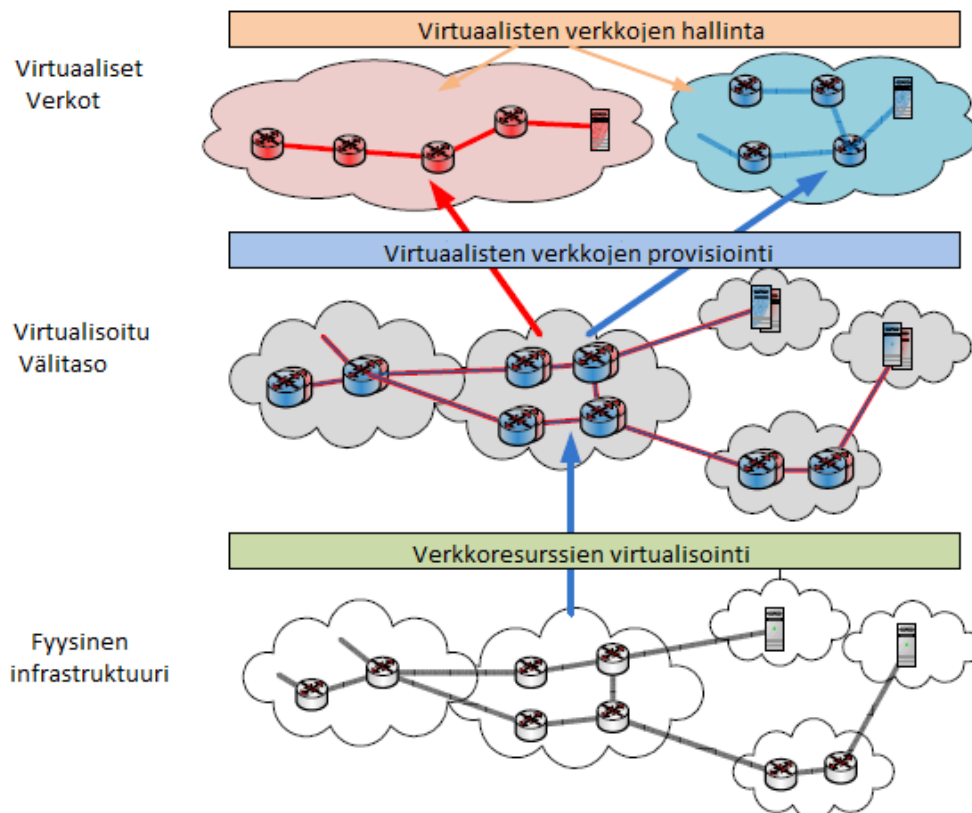 Virtuaalisten verkkojen hallinta
Virtuaaliset
Verkot
Virtuaalisten verkkojen provisiointi
Virtualisoitu
Välitaso
Verkkoresurssien virtualisointi
Fyysinen
infrastruktuuri